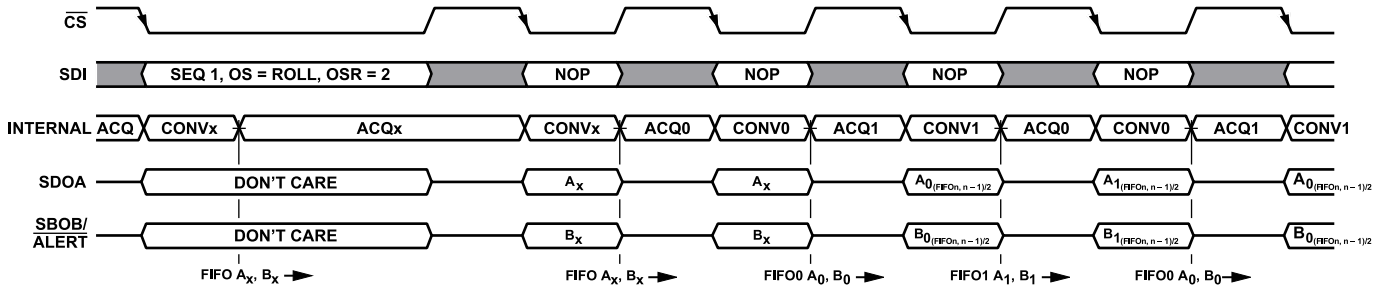 CS
SDI SEQ 1, OS = ROLL, OSR = 2 NOP NOP NOP NOP
INTERNAL ACQ CONVx ACQx CONVx ACQ0 CONV0 ACQ1 CONV1 ACQ0 CONV0 ACQ1 CONV1
SDOA DON'T CARE Ax Ax A0(FIFOn, n – 1)/2 A1(FIFOn, n – 1)/2 A0(FIFOn, n – 1)/2
SBOB/
ALERT DON'T CARE Bx Bx B0(FIFOn, n – 1)/2 B1(FIFOn, n – 1)/2 B0(FIFOn, n – 1)/2
FIFO Ax, Bx FIFO Ax, Bx FIFO0 A0, B0 FIFO1 A1, B1 FIFO0 A0, B0